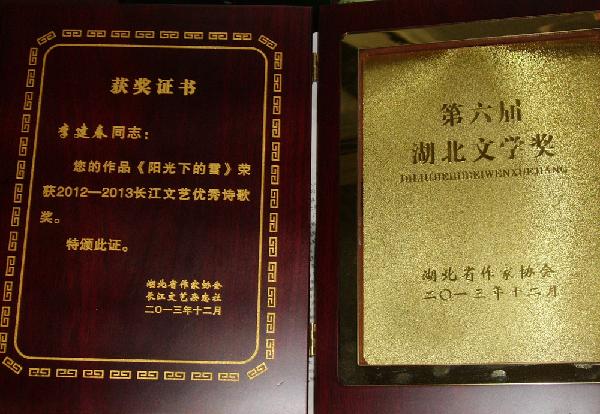 获奖证书
李建春同志：
您的作品《阳光下的雪》荣
获2012—2013长江文艺优秀诗歌
奖。
特颁此证。
湖北省作家协会
长江文艺杂志社
二〇一三年十二月
第六届
湖北文学奖
DILIUJIEHUBEIWENXUEJIANG
湖北省作家协会
二〇一三年十二月